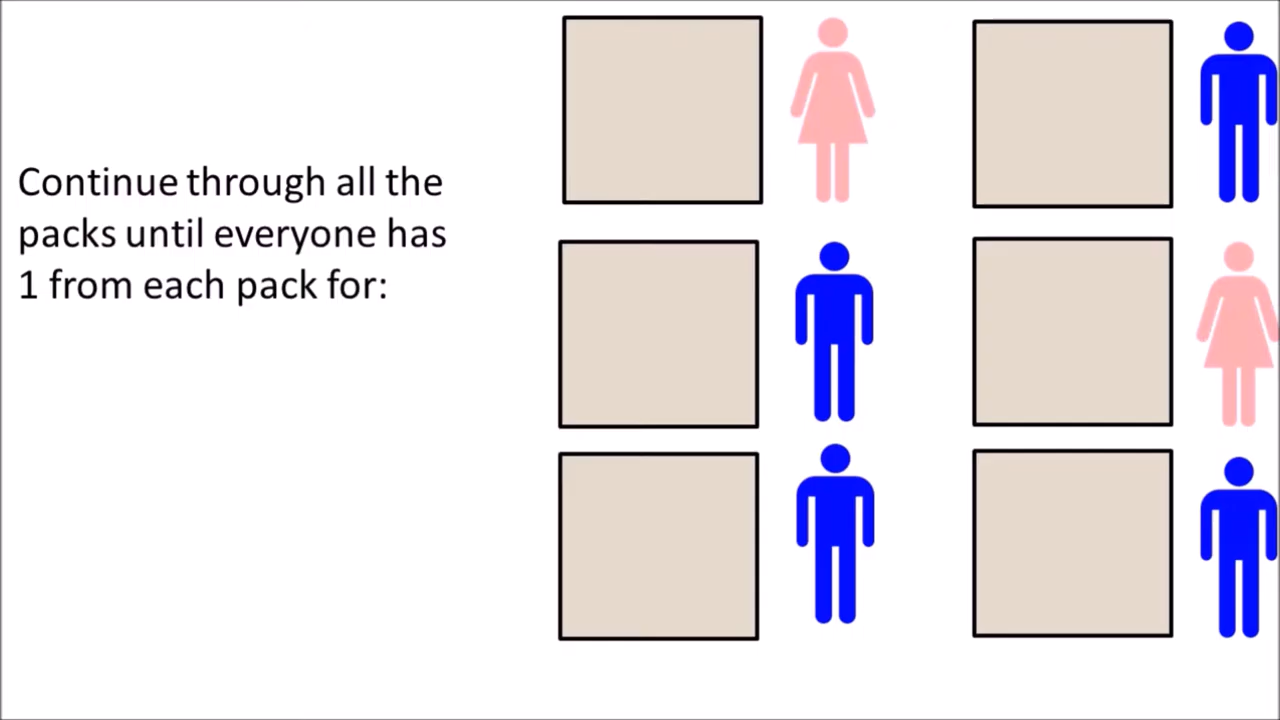 Continue through all the
packs until everyone has
1 from each pack for: